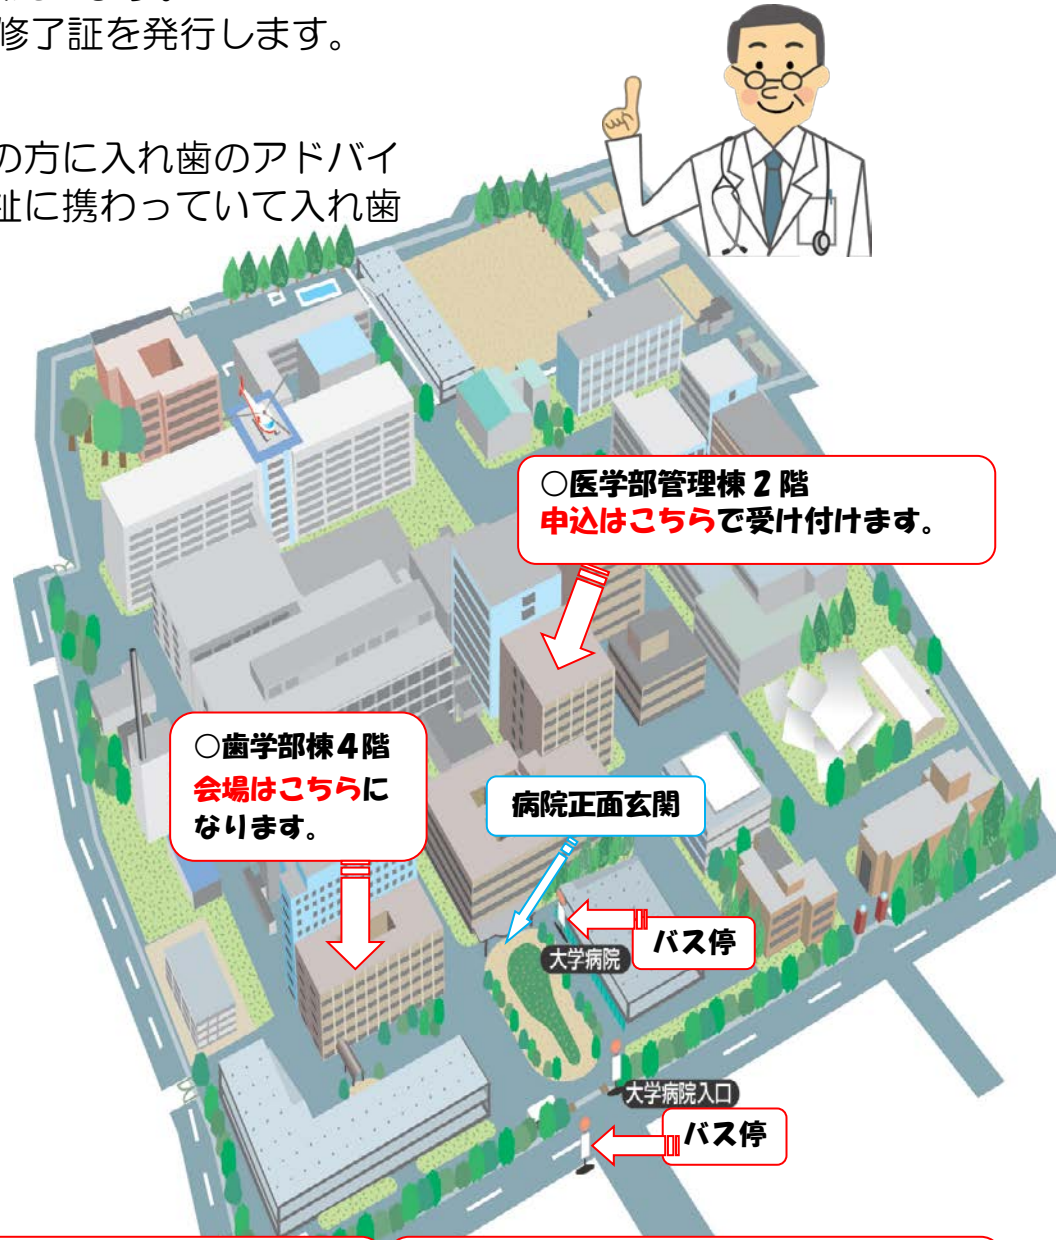 修了証を発行します。
の方に入れ歯のアドバイ
祉に携わっていて入れ歯
○医学部管理棟２階
申込はこちらで受け付けます。
○歯学部棟４階
会場はこちらに
なります。
病院正面玄関
バス停
大学病院
大学病院入口
バス停